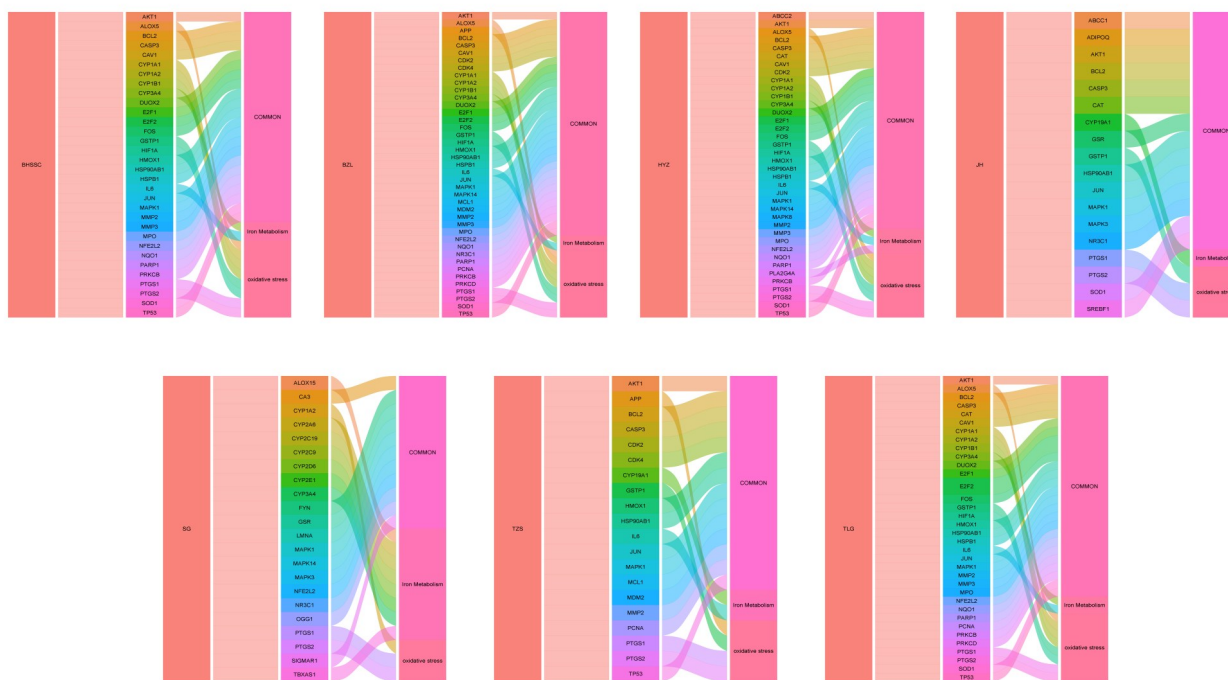 BHSSC
AKT1
ALOX5
BCL2
CASP3
CAV1
CYP1A1
CYP1A2
CYP1B1
CYP3A4
DUOX2
E2F1
E2F2
FOS
GSTP1
HIF1A
HMOX1
HSP90AB1
HSPB1
IL6
JUN
MAPK1
MMP2
MMP3
MPO
NFE2L2
NQO1
PARP1
PRKCB
PTGS1
PTGS2
SOD1
TP53
COMMON
Iron Metabolism
oxidative stress
BZL
AKT1
ALOX5
APP
BCL2
CASP3
CAV1
CDK2
CDK4
CYP1A1
CYP1A2
CYP1B1
CYP3A4
DUOX2
E2F1
E2F2
FOS
GSTP1
HIF1A
HMOX1
HSP90AB1
HSPB1
IL6
JUN
MAPK1
MAPK14
MCL1
MDM2
MMP2
MMP3
MPO
NFE2L2
NQO1
NR3C1
PARP1
PCNA
PRKCB
PRKCD
PTGS1
PTGS2
SOD1
TP53
COMMON
Iron Metabolism
oxidative stress
HYZ
ABCC2
AKT1
ALOX5
BCL2
CASP3
CAT
CAV1
CDK2
CYP1A1
CYP1A2
CYP1B1
CYP3A4
DUOX2
E2F1
E2F2
FOS
GSTP1
HIF1A
HMOX1
HSP90AB1
HSPB1
IL6
JUN
MAPK1
MAPK14
MAPK8
MMP2
MMP3
MPO
NFE2L2
NQO1
PARP1
PLA2G4A
PRKCB
PTGS1
PTGS2
SOD1
TP53
COMMON
Iron Metabolism
oxidative stress
JH
ABCC1
ADIPOQ
AKT1
BCL2
CASP3
CAT
CYP19A1
GSR
GSTP1
HSP90AB1
JUN
MAPK1
MAPK3
NR3C1
PTGS1
PTGS2
SOD1
SREBF1
COMMON
Iron Metabol
oxidative st
SG
ALOX15
CA3
CYP1A2
CYP2A6
CYP2C19
CYP2C9
CYP2D6
CYP2E1
CYP3A4
FYN
GSR
LMNA
MAPK1
MAPK14
MAPK3
NFE2L2
NR3C1
OGG1
PTGS1
PTGS2
SIGMAR1
TBXAS1
COMMON
Iron Metabolism
oxidative stress
TZS
AKT1
APP
BCL2
CASP3
CDK2
CDK4
CYP19A1
GSTP1
HMOX1
HSP90AB1
IL6
JUN
MAPK1
MCL1
MDM2
MMP2
PCNA
PTGS1
PTGS2
TP53
COMMON
Iron Metabolism
oxidative stress
TLG
AKT1
ALOX5
BCL2
CASP3
CAT
CAV1
CYP1A1
CYP1A2
CYP1B1
CYP3A4
DUOX2
E2F1
E2F2
FOS
GSTP1
HIF1A
HMOX1
HSP90AB1
HSPB1
IL6
JUN
MAPK1
MMP2
MMP3
MPO
NFE2L2
NQO1
PARP1
PCNA
PRKCB
PRKCD
PTGS1
PTGS2
SOD1
TP53
COMMON
Iron Metabolism
oxidative stress